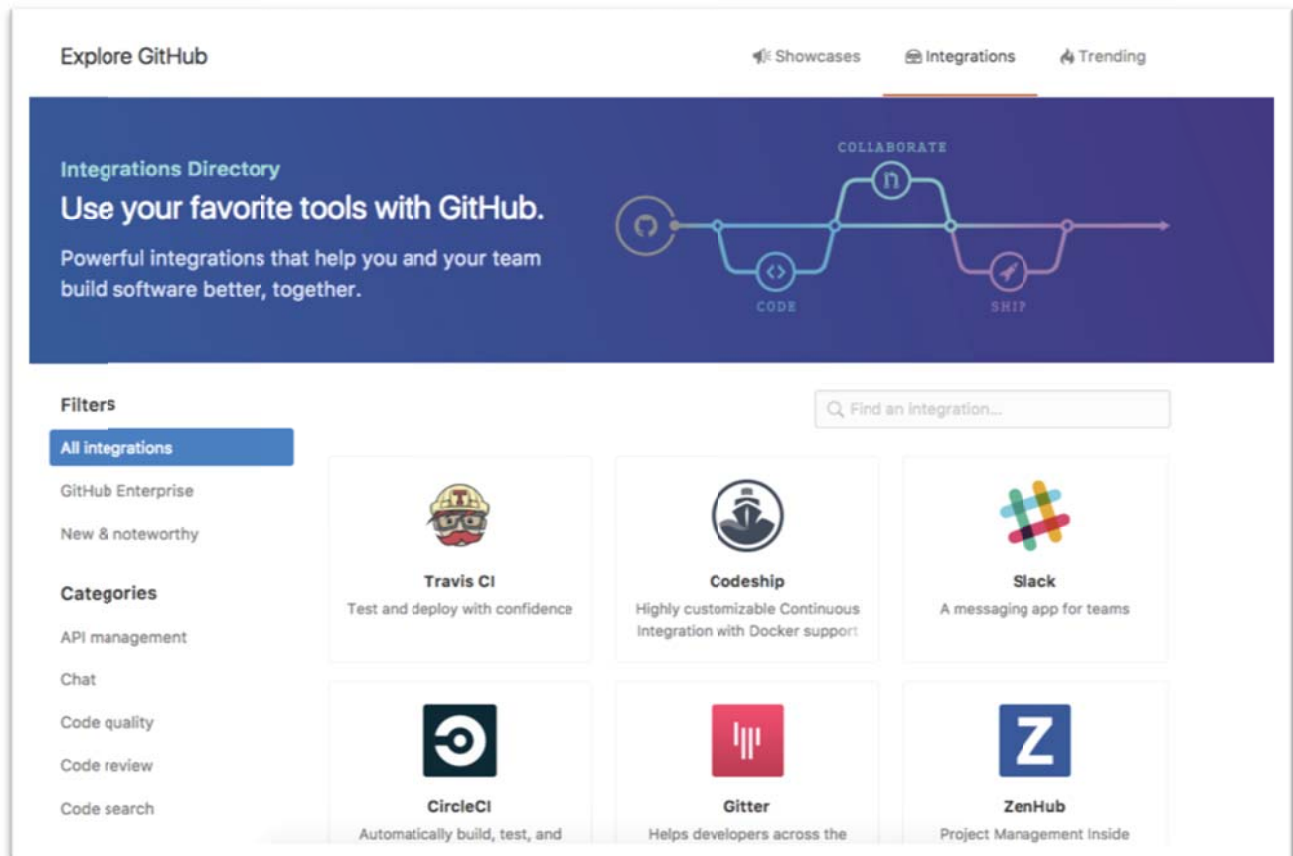 Explore GitHub
Showcases
Integrations
Trending
Integrations Directory
Use your favorite tools with GitHub.
Powerful integrations that help you and your team
build software better, together.
COLLABORATE
CODE
SHIP
Filters
Find an integration...
All integrations
GitHub Enterprise
New & noteworthy
Categories
API management
Chat
Code quality
Code review
Code search
T
Travis CI
Test and deploy with confidence
Codeship
Highly customizable Continuous
Integration with Docker support
Slack
A messaging app for teams
CircleCI
Automatically build, test, and
Gitter
Helps developers across the
Z
ZenHub
Project Management Inside